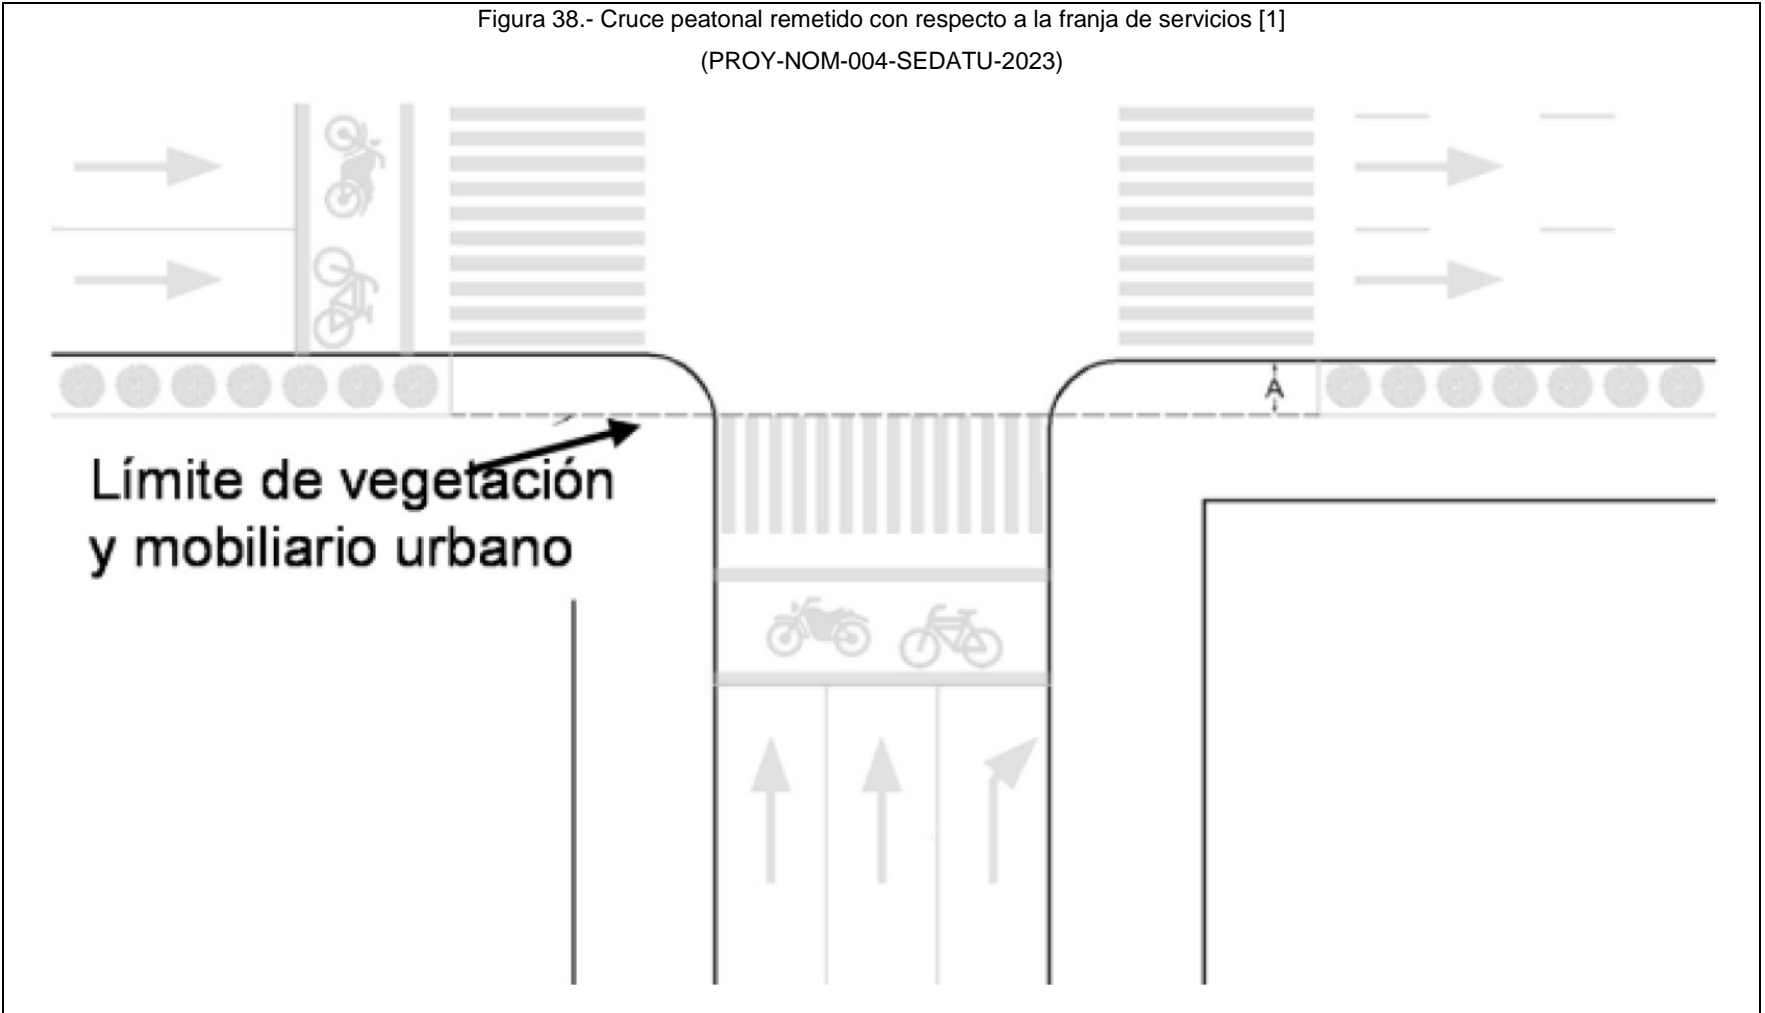 Figura 38.- Cruce peatonal remetido con respecto a la franja de servicios [1]
(PROY-NOM-004-SEDATU-2023)
A
Límite de vegetación
y mobiliario urbano